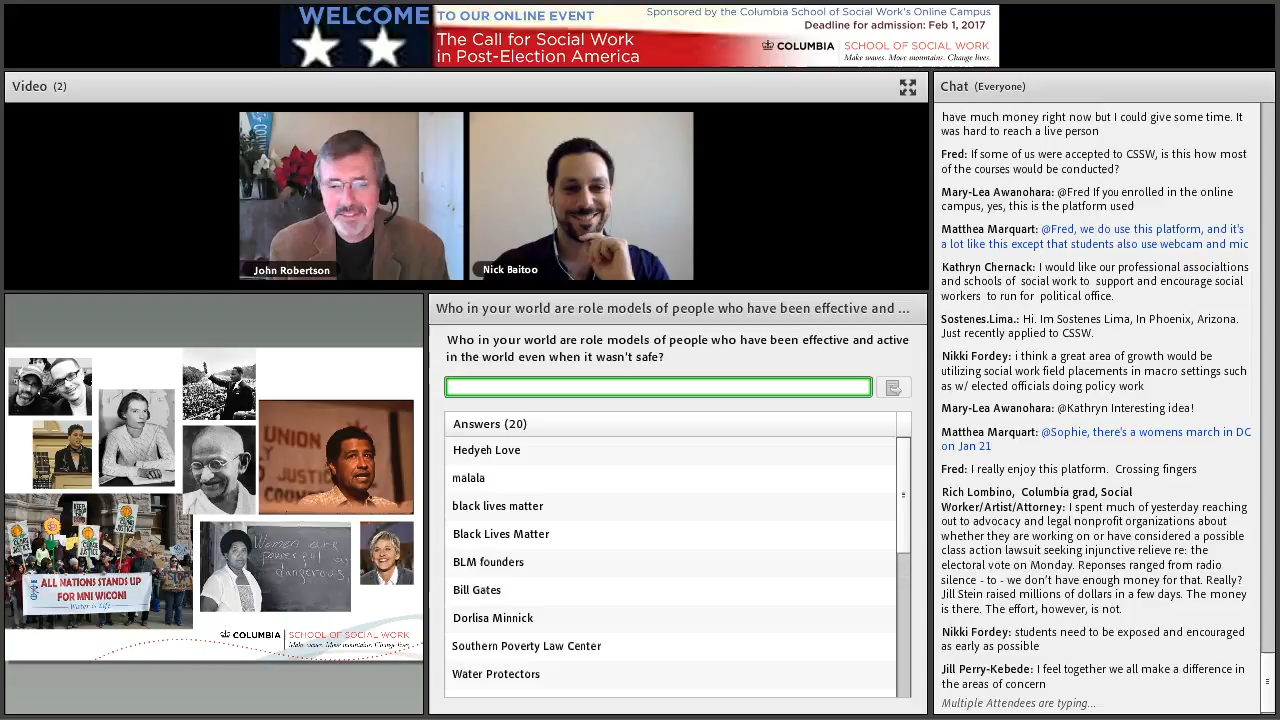 WELCOME TO OUR ONLINE EVENT
The Call for Social Work
in Post-Election America
Sponsored by the Columbia School of Social Work's Online Campus
Deadline for admission: Feb 1, 2017
COLUMBIA | SCHOOL OF SOCIAL WORK
Make waves. Move mountains. Change lives.
Video (2)
John Robertson
Nick Baitoo
ALL NATIONS STANDS UP
FOR MNI WICONI
Water is Life
UNION
JUSTICE
Women are
powerful
dangerous.
COLUMBIA | SCHOOL OF SOCIAL WORK
Make waves. Move mountains. Change lives.
Who in your world are role models of people who have been effective and ...
Who in your world are role models of people who have been effective and active
in the world even when it wasn't safe?
Answers (20)
Hedyeh Love
malala
black lives matter
Black Lives Matter
BLM founders
Bill Gates
Dorlisa Minnick
Southern Poverty Law Center
Water Protectors
Chat (Everyone)
have much money right now but I could give some time. It
was hard to reach a live person
Fred: If some of us were accepted to CSSW, is this how most
of the courses would be conducted?
Mary-Lea Awanohara: @Fred If you enrolled in the online
campus, yes, this is the platform used
Matthea Marquart: @Fred, we do use this platform, and it's
a lot like this except that students also use webcam and mic
Kathryn Chernack: I would like our professional associaltions
and schools of social work to support and encourage social
workers to run for political office.
Sostenes.Lima.: Hi. Im Sostenes Lima, In Phoenix, Arizona.
Just recently applied to CSSW.
Nikki Fordey: i think a great area of growth would be
utilizing social work field placements in macro settings such
as w/ elected officials doing policy work
Mary-Lea Awanohara: @Kathryn Interesting idea!
Matthea Marquart: @Sophie, there's a womens march in DC
on Jan 21
Fred: I really enjoy this platform. Crossing fingers
Rich Lombino, Columbia grad, Social
Worker/Artist/Attorney: I spent much of yesterday reaching
out to advocacy and legal nonprofit organizations about
whether they are working on or have considered a possible
class action lawsuit seeking injunctive relieve re: the
electoral vote on Monday. Reponses ranged from radio
silence - to - we don't have enough money for that. Really?
Jill Stein raised millions of dollars in a few days. The money
is there. The effort, however, is not.
Nikki Fordey: students need to be exposed and encouraged
as early as possible
Jill Perry-Kebede: I feel together we all make a difference in
the areas of concern
Multiple Attendees are typing...